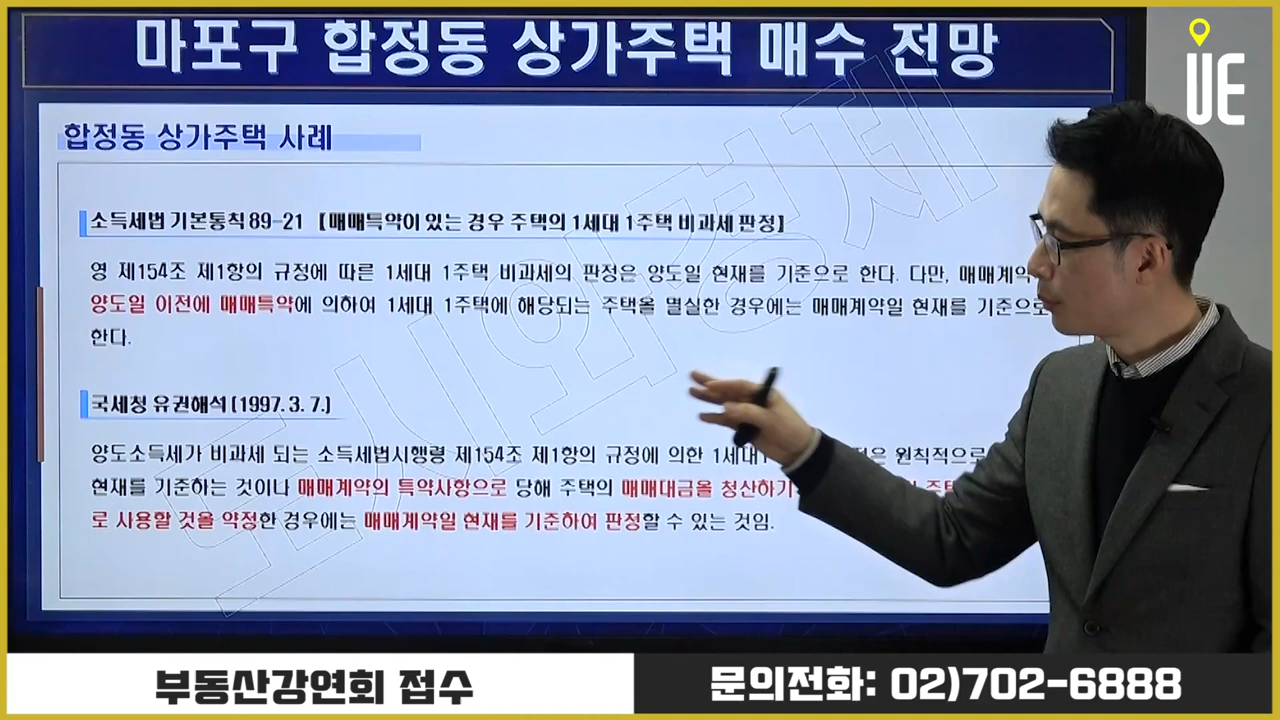 마포구 합정동 상가주택 매수 전망
UE
합정동 상가주택 사례
소득세법 기본통칙 89-21 【매매특약이 있는 경우 주택의 1세대 1주택 비과세 판정】
영 제154조 제1항의 규정에 따른 1세대 1주택 비과세의 판정은 양도일 현재를 기준으로 한다. 다만, 매매계약
양도일 이전에 매매특약에 의하여 1세대 1주택에 해당되는 주택을 멸실한 경우에는 매매계약일 현재를 기준으로
한다.
국세청 유권해석(1997. 3. 7.)
양도소득세가 비과세 되는 소득세법시행령 제154조 제1항의 규정에 의한 1세대1 원칙적으로
현재를 기준하는 것이나 매매계약의 특약사항으로 당해 주택의 매매대금을 청산하기
로 사용할 것을 약정한 경우에는 매매계약일 현재를 기준하여 판정할 수 있는 것임.
도시와경제
부동산강연회 접수
문의전화: 02)702-6888